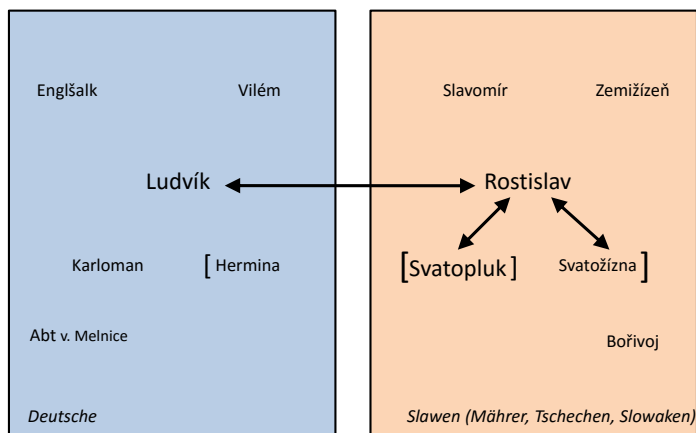 Englšalk Vilém
Ludvík
Karloman [ Hermina
Abt v. Melnice
Deutsche
Slavomír Zemižízeň
Rostislav
[Svatopluk] Svatožízna ]
Bořivoj
Slawen (Mährer, Tschechen, Slowaken)